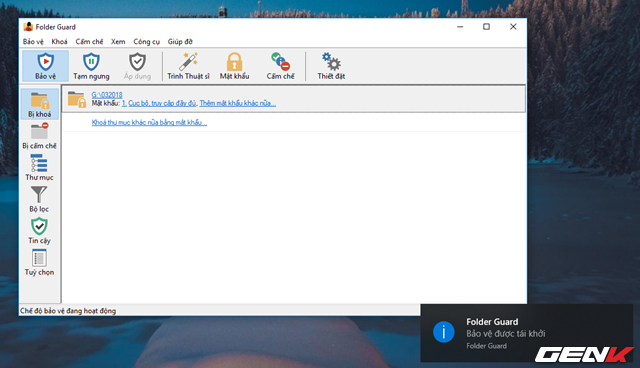 Folder Guard
Bảo vệ Khoá Cấm chế Xem Công cụ Giúp đỡ
Bảo vệ Tạm ngưng Áp dụng Trình Thuật sĩ Mật khẩu Cấm chế Thiết đặt
Bị khoá
Bị cấm chế
Thư mục
Bộ lọc
Tin cậy
Tuỳ chọn
G:\032018
Mật khẩu: 1, Cục bộ, truy cập đầy đủ, Thêm mật khẩu khác nữa...
Khoá thư mục khác nữa bằng mật khẩu...
Chế độ bảo vệ đang hoạt động
Folder Guard
Bảo vệ được tái khởi
Folder Guard
GENK